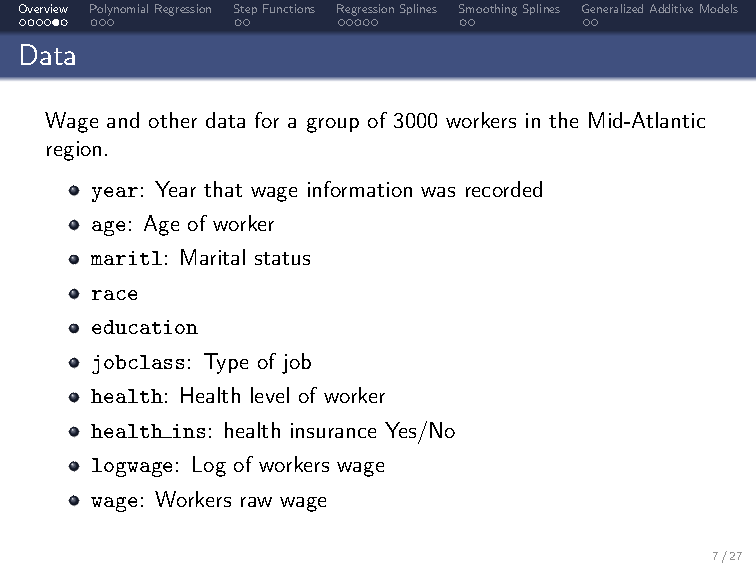 Overview Polynomial Regression Step Functions Regression Splines Smoothing Splines Generalized Additive Models
Data
Wage and other data for a group of 3000 workers in the Mid-Atlantic
region.
year: Year that wage information was recorded
age: Age of worker
maritl: Marital status
race
education
jobclass: Type of job
health: Health level of worker
health_ins: health insurance Yes/No
logwage: Log of workers wage
wage: Workers raw wage
7 / 27